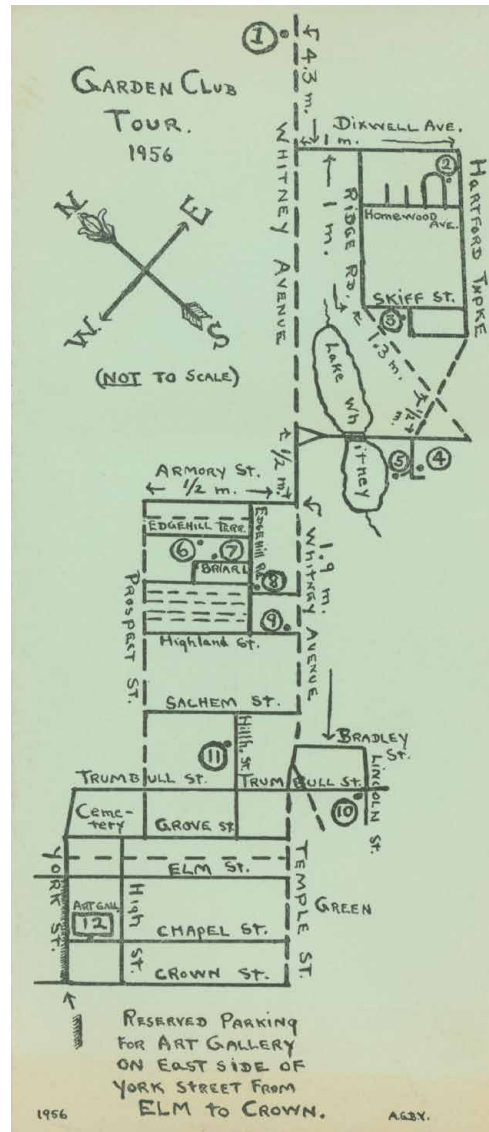 GARDEN CLUB
TOUR.
1956
N
E
W
S
(NOT TO SCALE)
1
4.3 m.
WHITNEY AVENUE
DIXWELL AVE.
1 m.
2
HARTFORD TNPKE
RIDGE RD.
1 m.
HOMEWOOD
AVE.
SKIFF ST.
3
1.3 m.
Lake Whitney
1/2 m.
5
4
1/2 m.
ARMORY ST.
1/2 m.
EDGEHILL TERR.
EDGEHILL RD.
6
7
BRIAR L
8
9
1.9 m.
WHITNEY AVENUE
PROSPECT ST.
Highland ST.
SACHEM ST.
Hillh. St.
11
BRADLEY
St.
LINCOLN ST.
TRUMBULL ST.
TRUMBULL ST.
10
Ceme-
tery
GROVE St.
ELM ST.
TEMPLE ST.
GREEN
YORK ST.
ART GALL.
12
High St.
CHAPEL ST.
CROWN ST.
RESERVED PARKING
FOR ART GALLERY
ON EAST SIDE OF
YORK STREET FROM
ELM TO CROWN.
1956
A.G.B.Y.